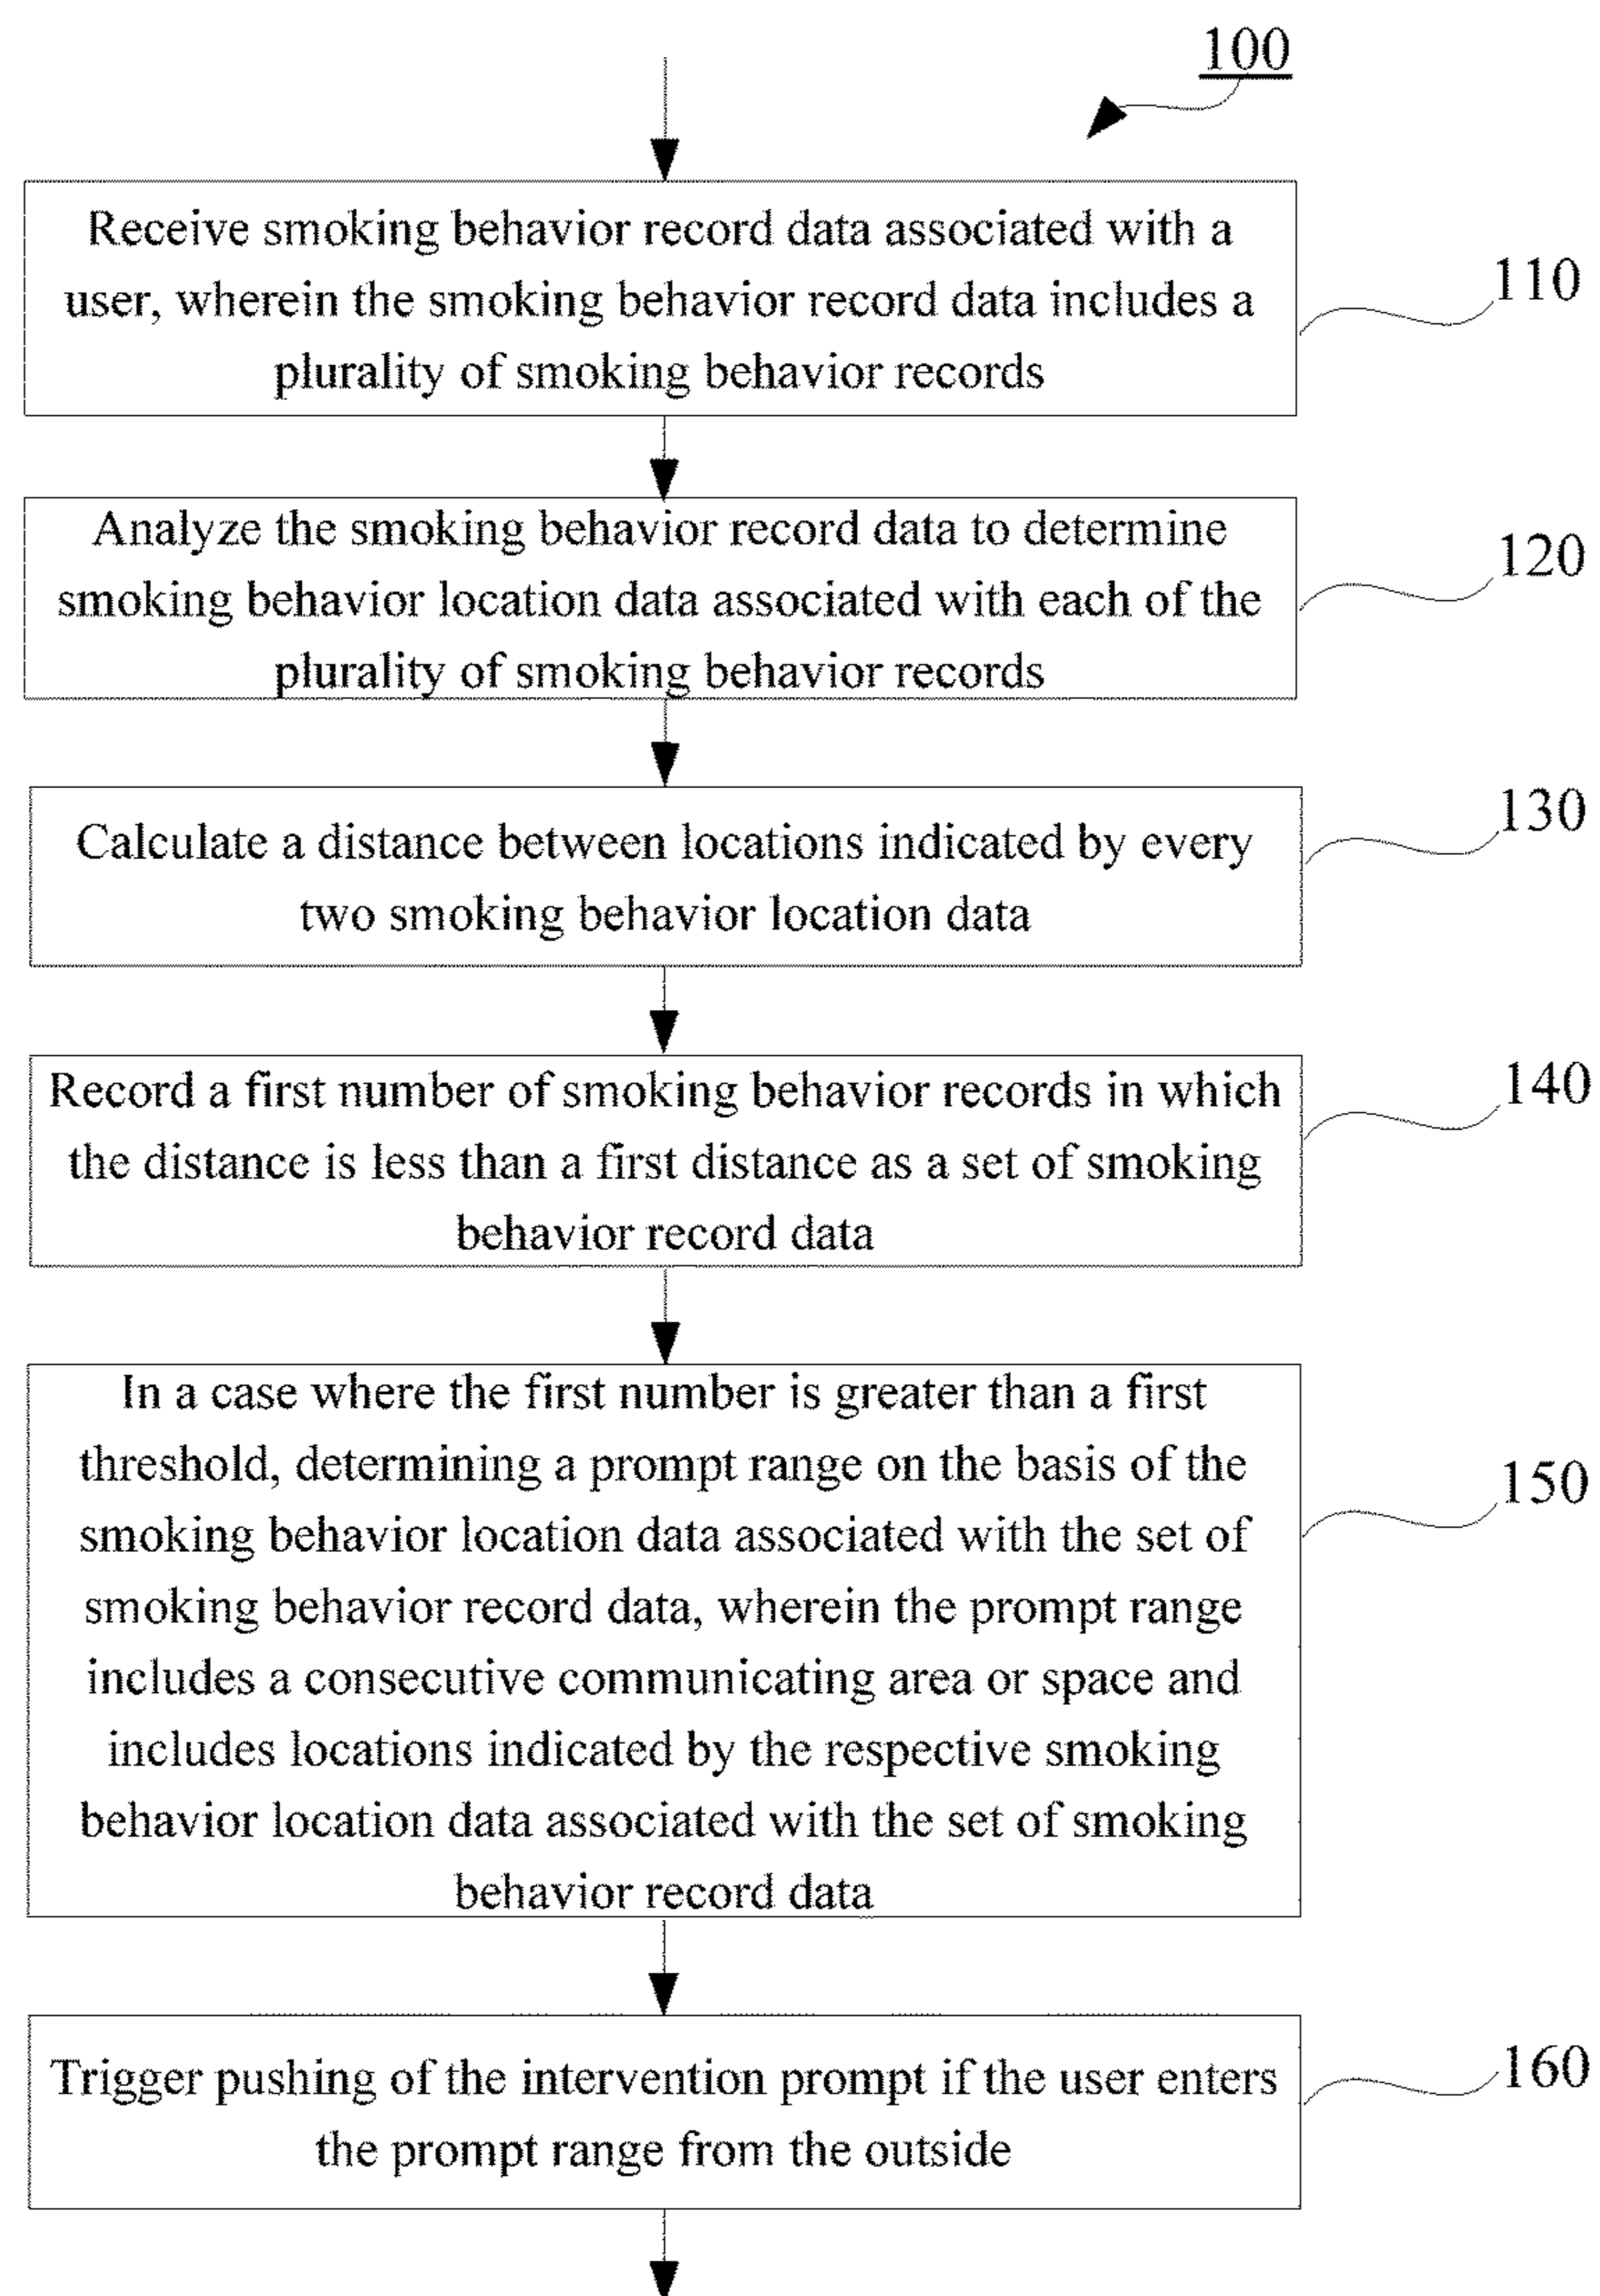 100
Receive smoking behavior record data associated with a
user, wherein the smoking behavior record data includes a
plurality of smoking behavior records
110
Analyze the smoking behavior record data to determine
smoking behavior location data associated with each of the
plurality of smoking behavior records
120
Calculate a distance between locations indicated by every
two smoking behavior location data
130
Record a first number of smoking behavior records in which
the distance is less than a first distance as a set of smoking
behavior record data
140
In a case where the first number is greater than a first
threshold, determining a prompt range on the basis of the
smoking behavior location data associated with the set of
smoking behavior record data, wherein the prompt range
includes a consecutive communicating area or space and
includes locations indicated by the respective smoking
behavior location data associated with the set of smoking
behavior record data
150
Trigger pushing of the intervention prompt if the user enters
the prompt range from the outside
160